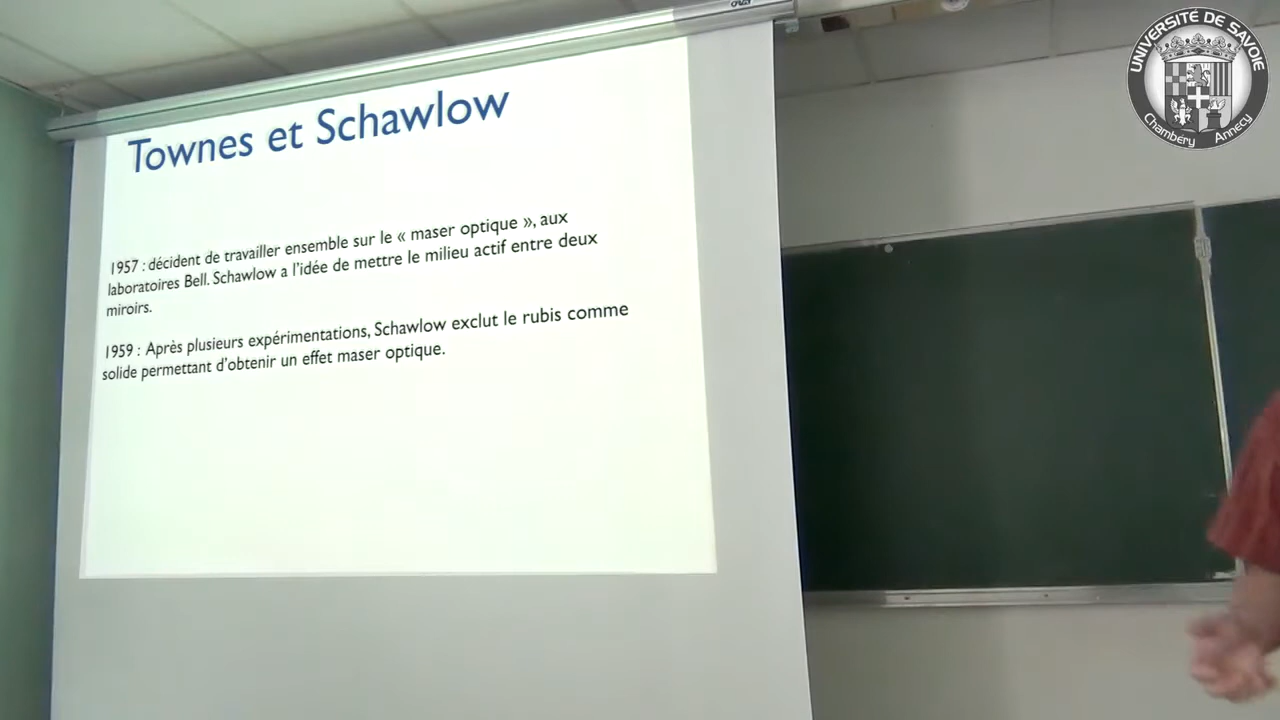 Townes et Schawlow
1957 : décident de travailler ensemble sur le « maser optique », aux
laboratoires Bell. Schawlow a l'idée de mettre le milieu actif entre deux
miroirs.
1959 : Après plusieurs expérimentations, Schawlow exclut le rubis comme
solide permettant d'obtenir un effet maser optique.
UNIVERSITÉ DE SAVOIE
Chambéry Annecy